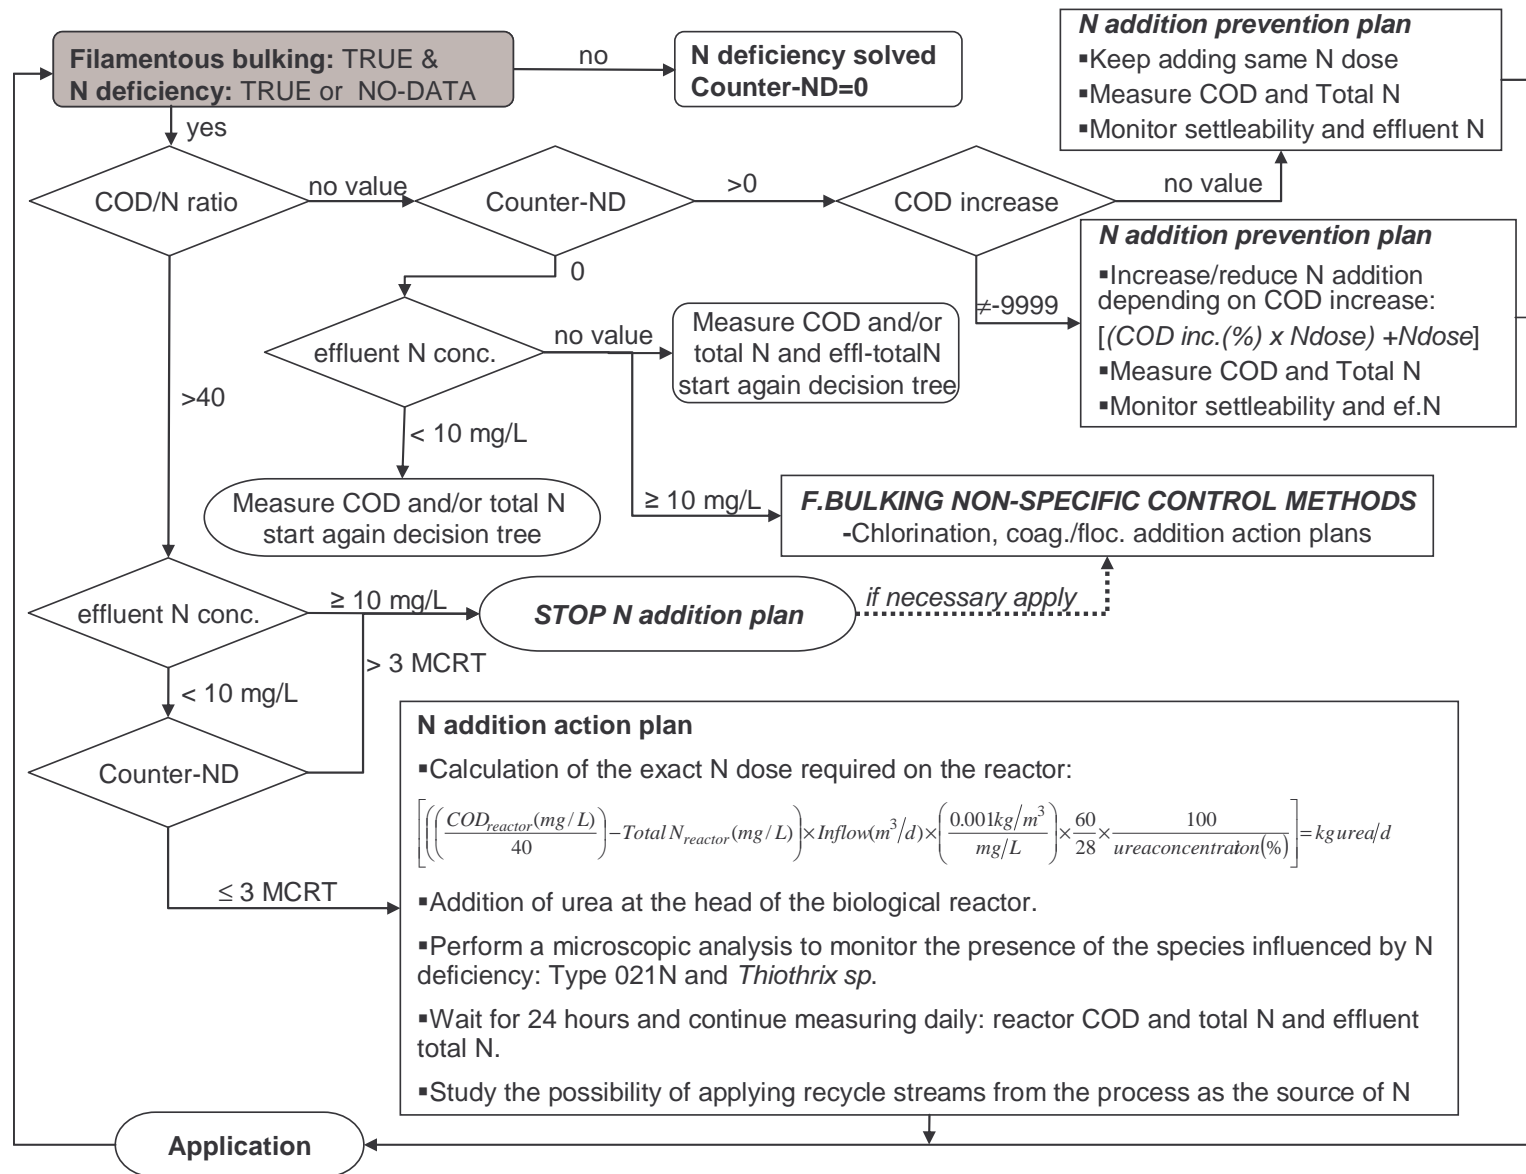 Filamentous bulking: TRUE &
N deficiency: TRUE or NO-DATA
no
N deficiency solved
Counter-ND=0
N addition prevention plan
▪Keep adding same N dose
▪Measure COD and Total N
▪Monitor settleability and effluent N
yes
COD/N ratio
no value
Counter-ND
>0
COD increase
no value
N addition prevention plan
▪Increase/reduce N addition
depending on COD increase:
[(COD inc.(%) x Ndose) +Ndose]
▪Measure COD and Total N
▪Monitor settleability and ef.N
≠-9999
0
effluent N conc.
no value
Measure COD and/or
total N and effl-totalN
start again decision tree
>40
< 10 mg/L
Measure COD and/or total N
start again decision tree
≥ 10 mg/L
F.BULKING NON-SPECIFIC CONTROL METHODS
-Chlorination, coag./floc. addition action plans
effluent N conc.
≥ 10 mg/L
STOP N addition plan
if necessary apply
> 3 MCRT
< 10 mg/L
Counter-ND
≤ 3 MCRT
N addition action plan
▪Calculation of the exact N dose required on the reactor:
[(((COD reactor(mg/L) / 40) – Total N reactor(mg/L)) × Inflow(m³/d) × (0.001kg/m³ / mg/L) × 60/28 × 100 / ureaconcentration(%)] = kgurea/d
▪Addition of urea at the head of the biological reactor.
▪Perform a microscopic analysis to monitor the presence of the species influenced by N
deficiency: Type 021N and Thiothrix sp.
▪Wait for 24 hours and continue measuring daily: reactor COD and total N and effluent
total N.
▪Study the possibility of applying recycle streams from the process as the source of N
Application